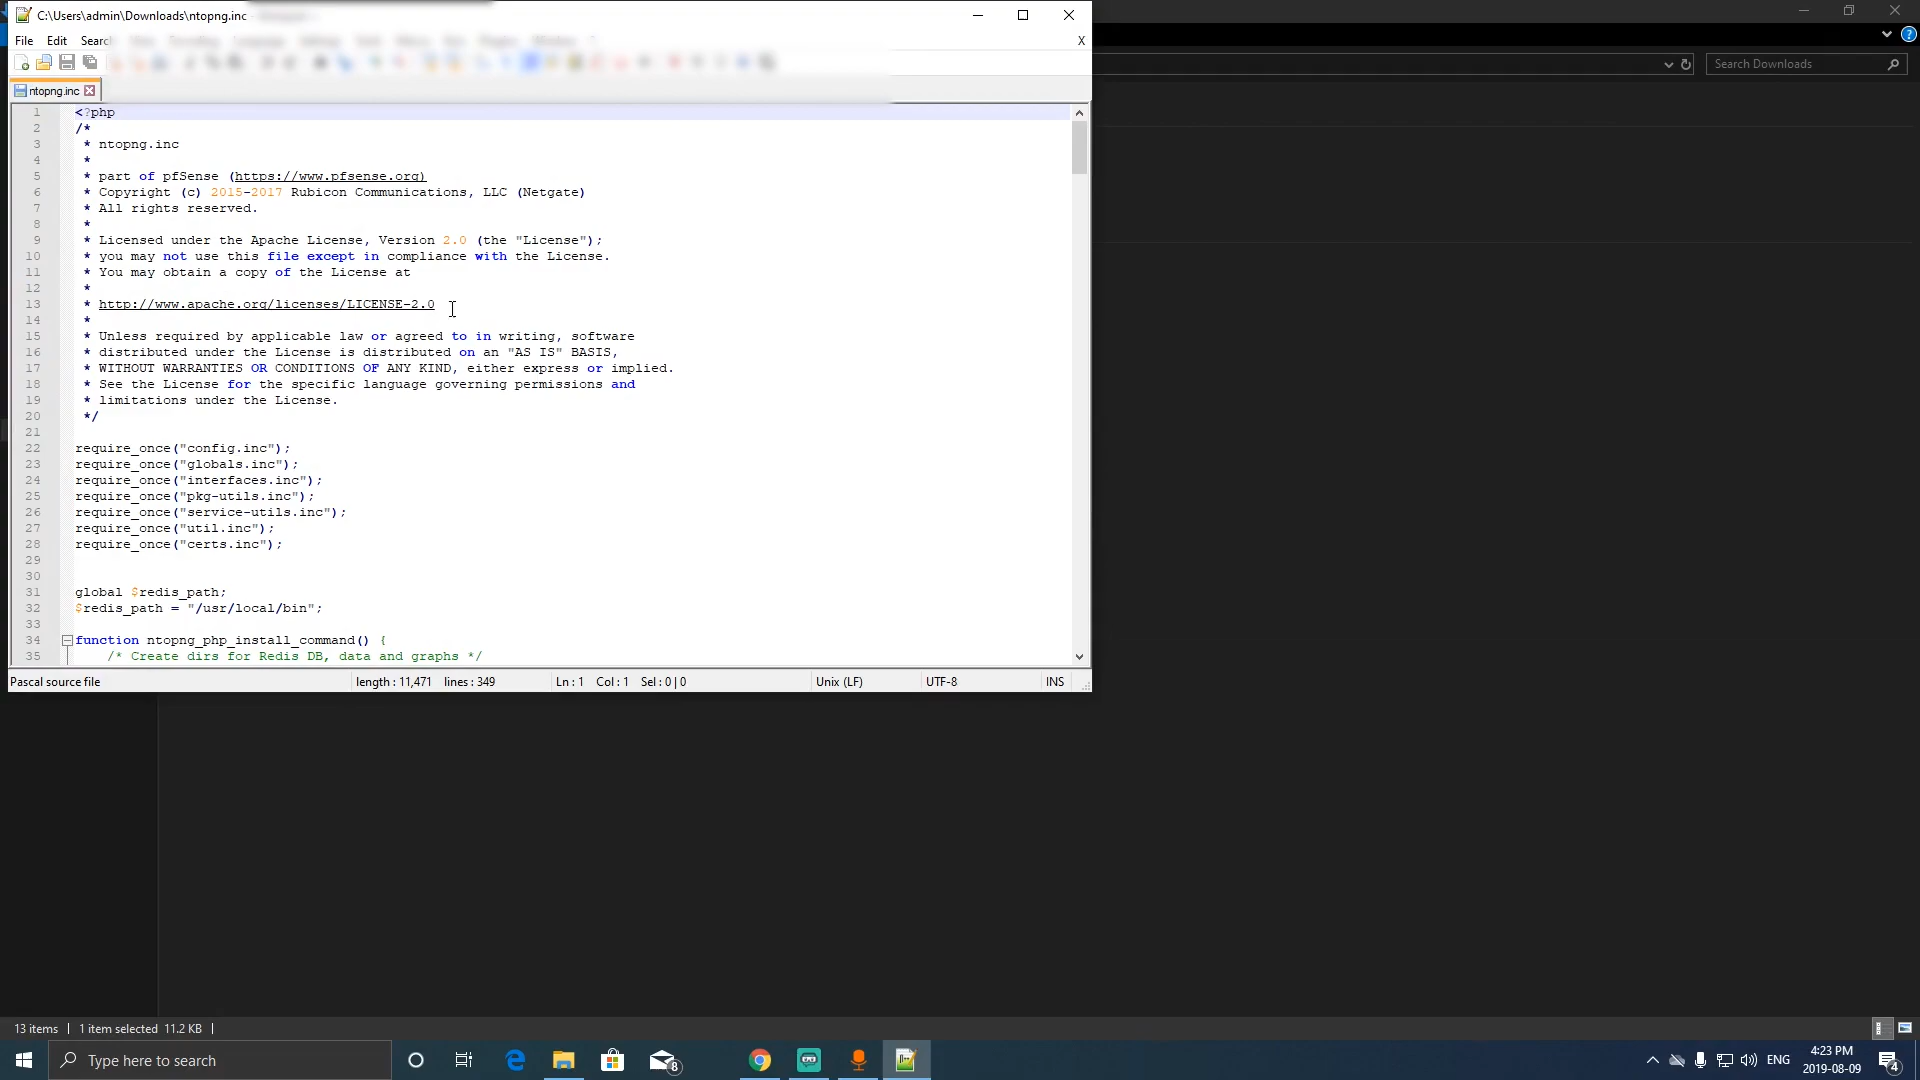 C:\Users\admin\Downloads\ntopng.inc
File Edit Search
X
Search Downloads
ntopng.inc
1 <?php
2 /*
3 * ntopng.inc
4 *
5 * part of pfSense (https://www.pfsense.org)
6 * Copyright (c) 2015-2017 Rubicon Communications, LLC (Netgate)
7 * All rights reserved.
8 *
9 * Licensed under the Apache License, Version 2.0 (the "License");
10 * you may not use this file except in compliance with the License.
11 * You may obtain a copy of the License at
12 *
13 * http://www.apache.org/licenses/LICENSE-2.0
14 *
15 * Unless required by applicable law or agreed to in writing, software
16 * distributed under the License is distributed on an "AS IS" BASIS,
17 * WITHOUT WARRANTIES OR CONDITIONS OF ANY KIND, either express or implied.
18 * See the License for the specific language governing permissions and
19 * limitations under the License.
20 */
21
22 require_once("config.inc");
23 require_once("globals.inc");
24 require_once("interfaces.inc");
25 require_once("pkg-utils.inc");
26 require_once("service-utils.inc");
27 require_once("util.inc");
28 require_once("certs.inc");
29
30
31 global $redis_path;
32 $redis_path = "/usr/local/bin";
33
34 function ntopng_php_install_command() {
35 /* Create dirs for Redis DB, data and graphs */
Pascal source file length : 11,471 lines : 349 Ln : 1 Col : 1 Sel : 0 | 0 Unix (LF) UTF-8 INS
13 items 1 item selected 11.2 KB
Type here to search
8
ENG
4:23 PM
2019-08-09
4